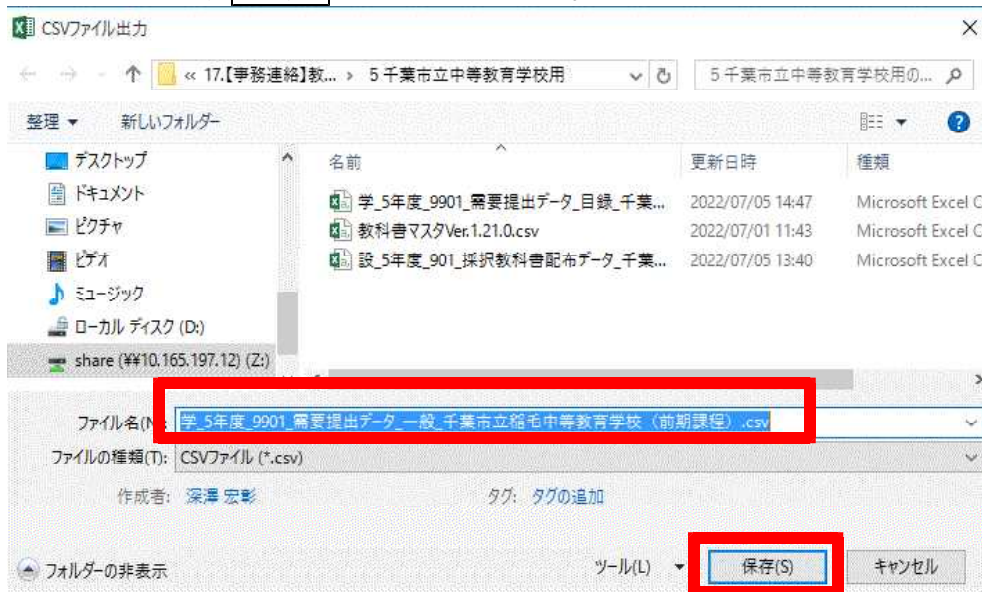 CSVファイル出力
« 17.【事務連絡】教... › 5千葉市立中等教育学校用
5千葉市立中等教育学校用の...
整理 新しいフォルダー
デスクトップ
ドキュメント
ピクチャ
ビデオ
ミュージック
ローカル ディスク (D:)
share (¥¥10.165.197.12) (Z:)
名前 更新日時 種類
学_5年度_9901_需要提出データ_目録_千葉... 2022/07/05 14:47 Microsoft Excel C
教科書マスタVer.1.21.0.csv 2022/07/01 11:43 Microsoft Excel C
設_5年度_901_採択教科書配布データ_千葉... 2022/07/05 13:40 Microsoft Excel C
ファイル名(N): 学_5年度_9901_需要提出データ_一般_千葉市立稲毛中等教育学校（前期課程）.csv
ファイルの種類(T): CSVファイル (*.csv)
作成者: 深澤 宏彰 タグ: タグの追加
フォルダーの非表示 ツール(L) 保存(S) キャンセル